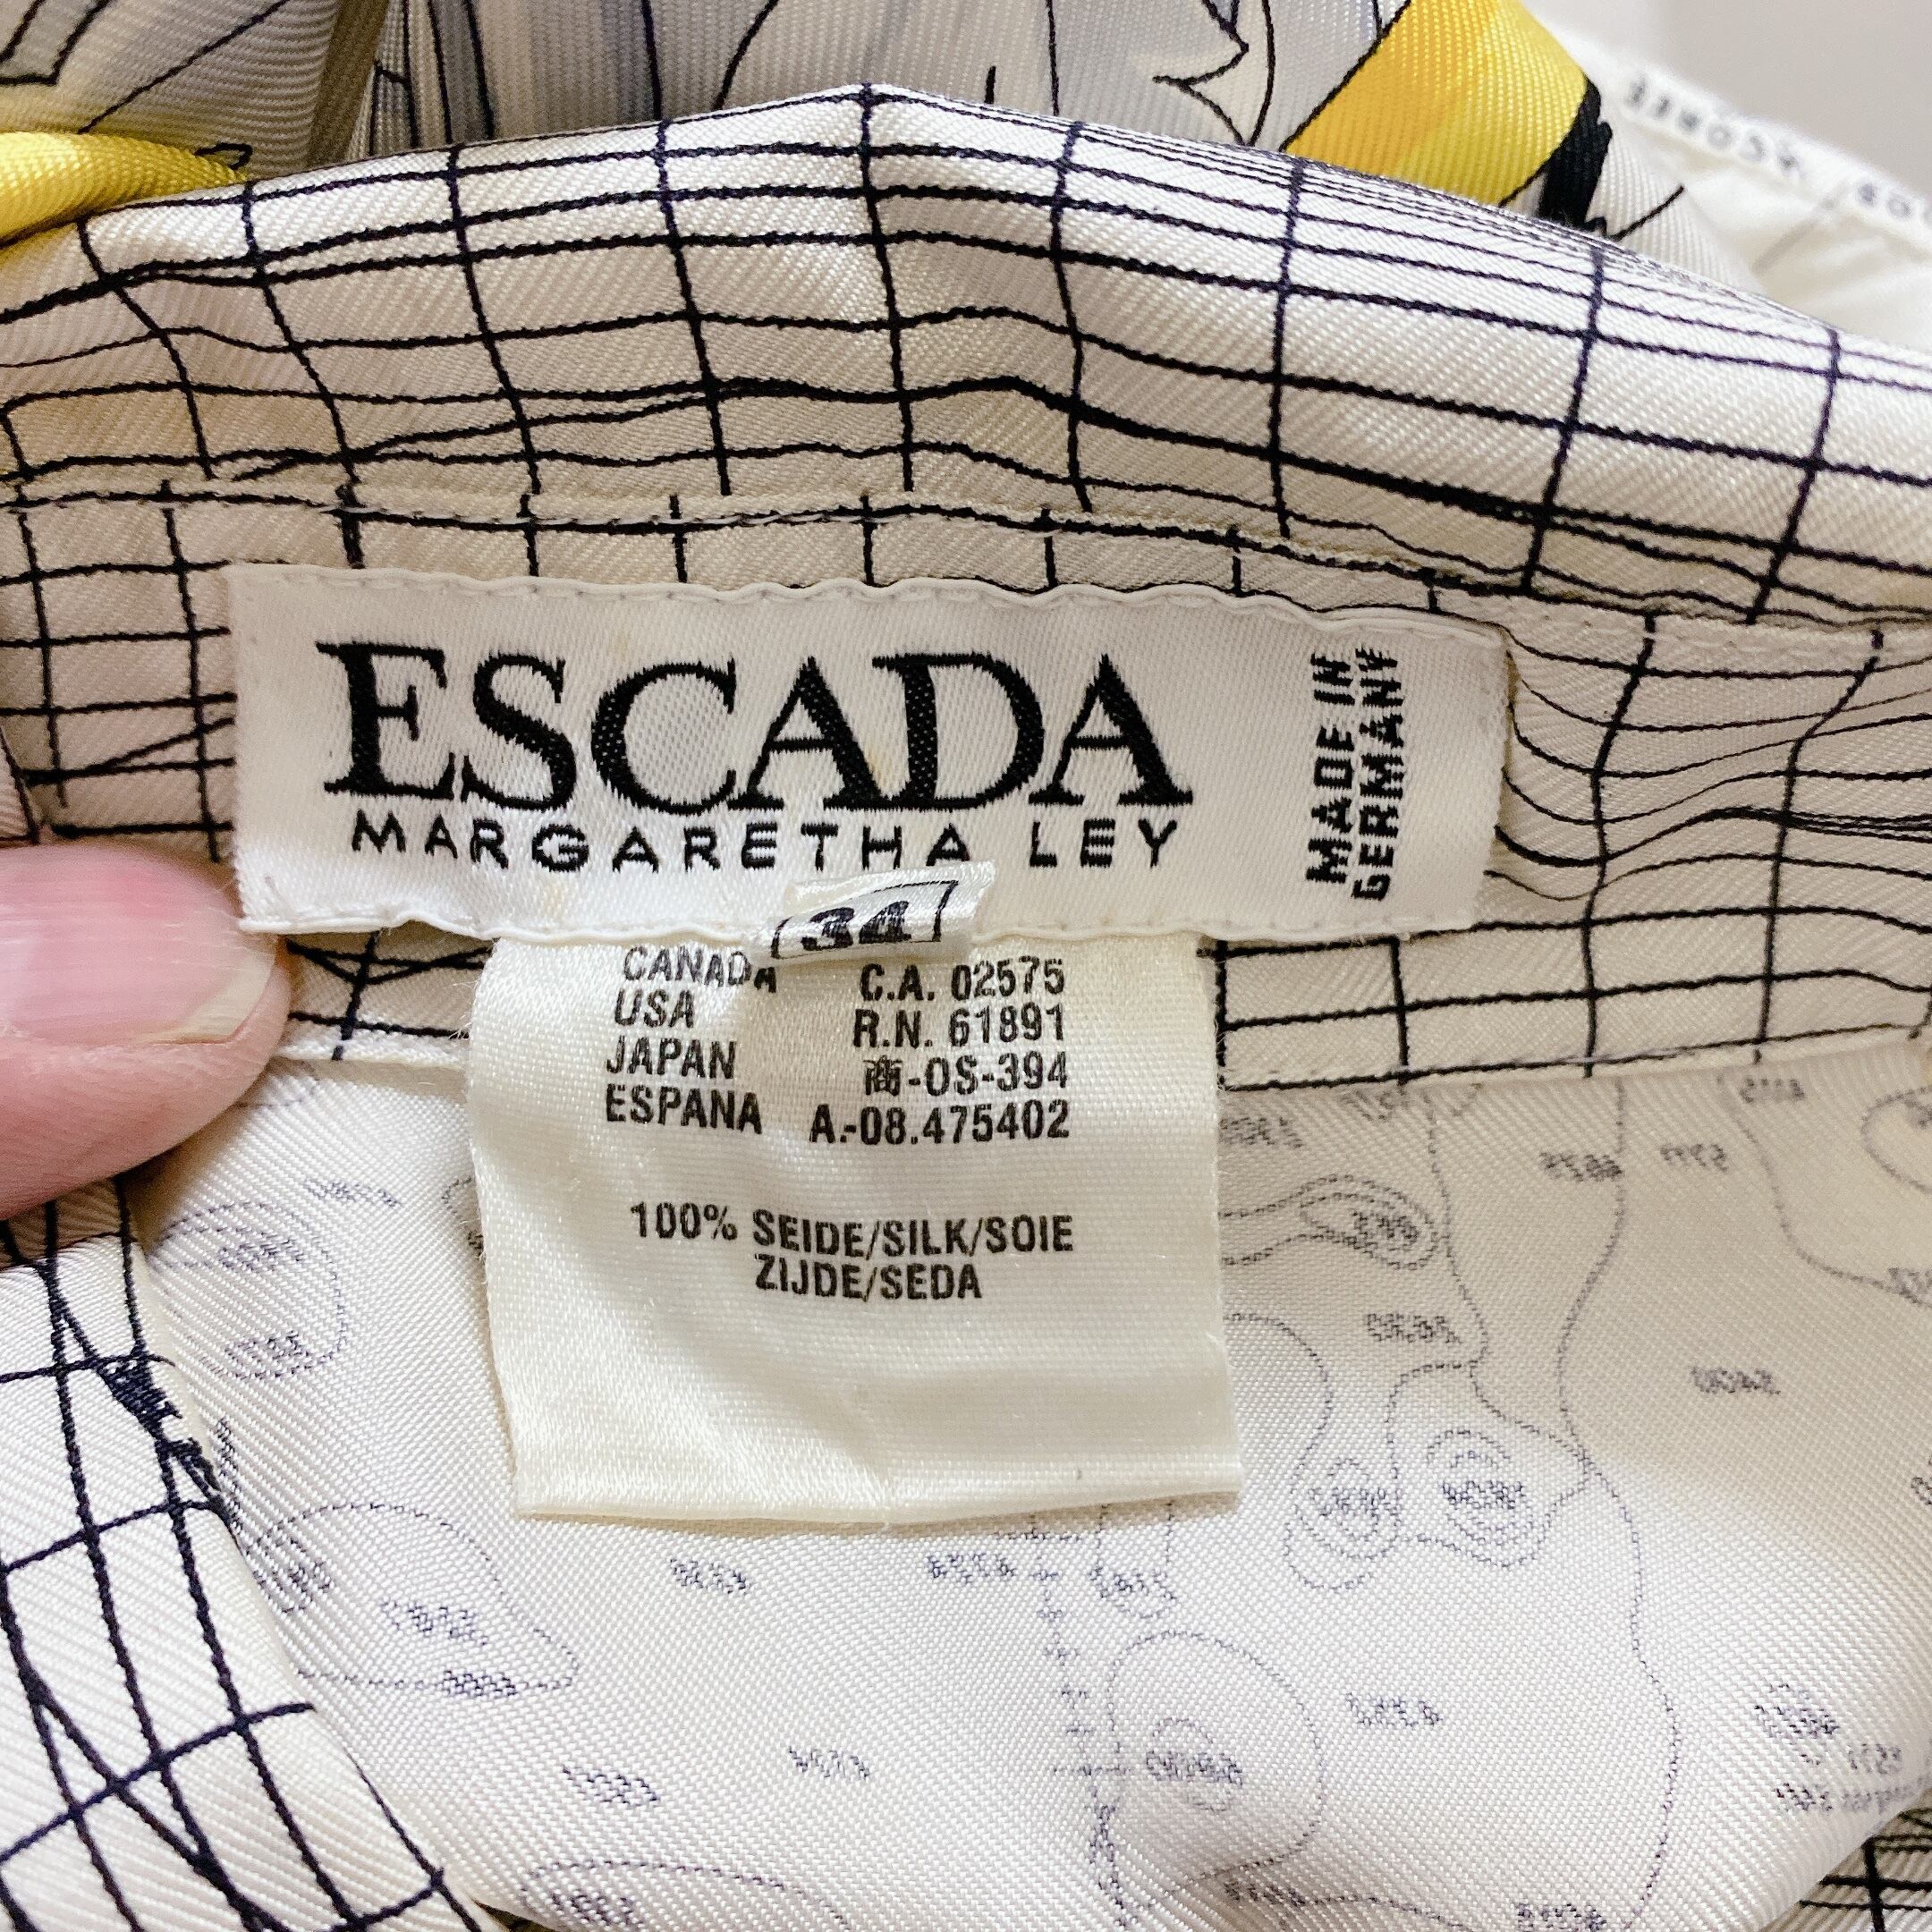 ESCADA
MARGARETHA LEY
MADE IN
GERMANY
34
CANADA C.A. 02575
USA R.N. 61891
JAPAN 商-OS-394
ESPANA A.-08.475402
100% SEIDE/SILK/SOIE
ZIJDE/SEDA